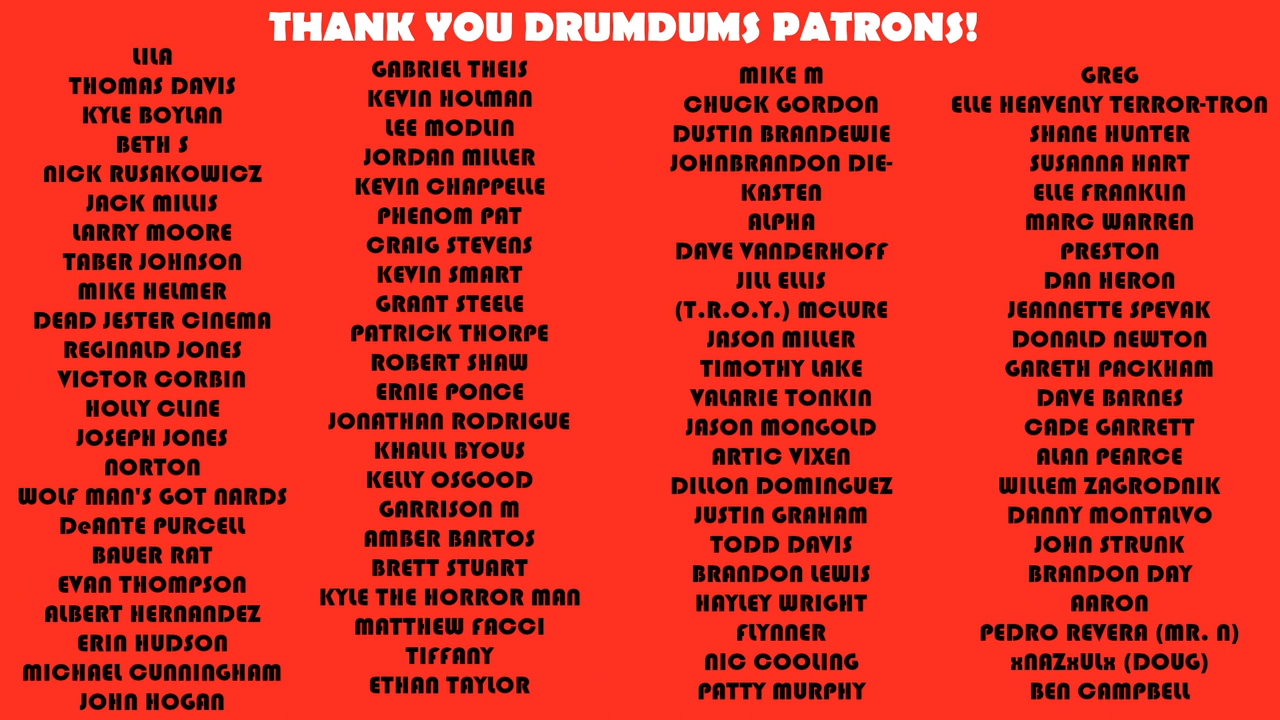 THANK YOU DRUMDUMS PATRONS!
LILA
THOMAS DAVIS
KYLE BOYLAN
BETH S
NICK RUSAKOWICZ
JACK MILLIS
LARRY MOORE
TABER JOHNSON
MIKE HELMER
DEAD JESTER CINEMA
REGINALD JONES
VICTOR CORBIN
HOLLY CLINE
JOSEPH JONES
NORTON
WOLF MAN'S GOT NARDS
DeANTE PURCELL
BAUER RAT
EVAN THOMPSON
ALBERT HERNANDEZ
ERIN HUDSON
MICHAEL CUNNINGHAM
JOHN HOGAN
GABRIEL THEIS
KEVIN HOLMAN
LEE MODLIN
JORDAN MILLER
KEVIN CHAPPELLE
PHENOM PAT
CRAIG STEVENS
KEVIN SMART
GRANT STEELE
PATRICK THORPE
ROBERT SHAW
ERNIE PONCE
JONATHAN RODRIGUE
KHALIL BYOUS
KELLY OSGOOD
GARRISON M
AMBER BARTOS
BRETT STUART
KYLE THE HORROR MAN
MATTHEW FACCI
TIFFANY
ETHAN TAYLOR
MIKE M
CHUCK GORDON
DUSTIN BRANDEWIE
JOHNBRANDON DIE-
KASTEN
ALPHA
DAVE VANDERHOFF
JILL ELLIS
(T.R.O.Y.) MCLURE
JASON MILLER
TIMOTHY LAKE
VALARIE TONKIN
JASON MONGOLD
ARTIC VIXEN
DILLON DOMINGUEZ
JUSTIN GRAHAM
TODD DAVIS
BRANDON LEWIS
HAYLEY WRIGHT
FLYNNER
NIC COOLING
PATTY MURPHY
GREG
ELLE HEAVENLY TERROR-TRON
SHANE HUNTER
SUSANNA HART
ELLE FRANKLIN
MARC WARREN
PRESTON
DAN HERON
JEANNETTE SPEVAK
DONALD NEWTON
GARETH PACKHAM
DAVE BARNES
CADE GARRETT
ALAN PEARCE
WILLEM ZAGRODNIK
DANNY MONTALVO
JOHN STRUNK
BRANDON DAY
AARON
PEDRO REVERA (MR. N)
xNAZxULx (DOUG)
BEN CAMPBELL